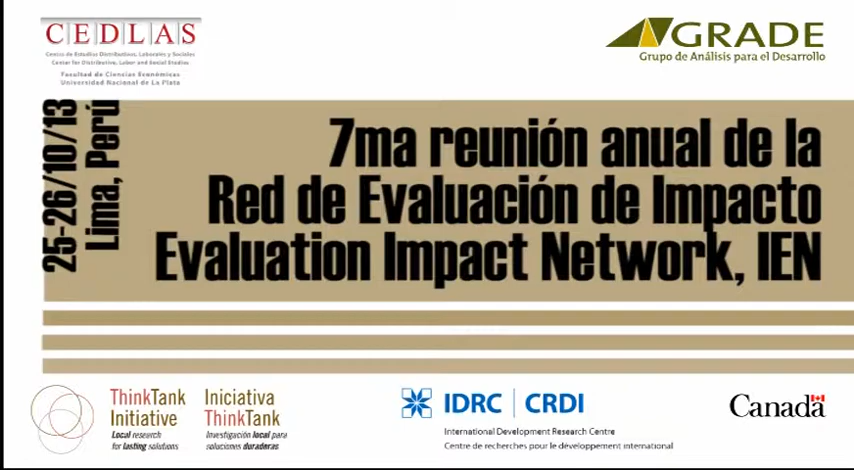 CEDLAS
Centro de Estudios Distributivos, Laborales y Sociales
Center for Distributive, Labor and Social Studies
Facultad de Ciencias Económicas
Universidad Nacional de La Plata
GRADE
Grupo de Análisis para el Desarrollo
25-26/10/13
Lima, Perú
7ma reunión anual de la
Red de Evaluación de Impacto
Evaluation Impact Network, IEN
ThinkTank
Initiative
Local research
for lasting solutions
Iniciativa
ThinkTank
Investigación local para
soluciones duraderas
IDRC | CRDI
International Development Research Centre
Centre de recherches pour le développement international
Canada